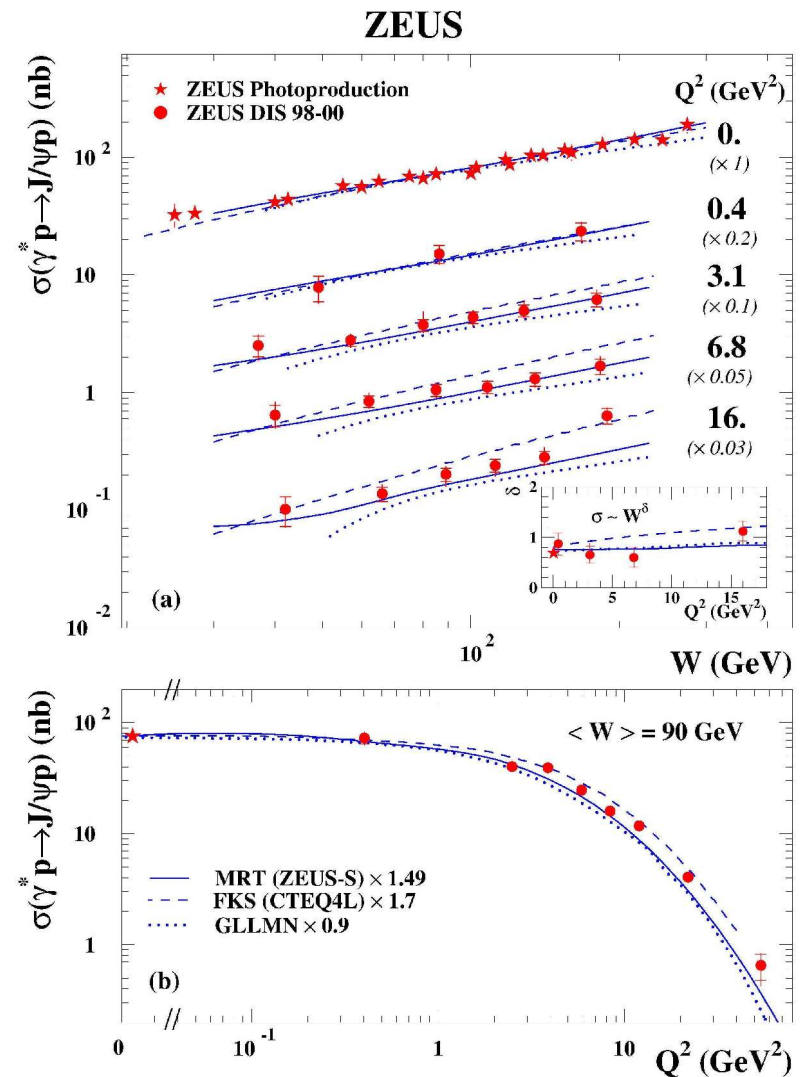 ZEUS
σ(γ* p→J/ψp) (nb)
★ ZEUS Photoproduction
● ZEUS DIS 98-00
Q² (GeV²)
0.
(× 1)
0.4
(× 0.2)
3.1
(× 0.1)
6.8
(× 0.05)
16.
(× 0.03)
10²
10
1
10⁻¹
10⁻²
(a)
δ
2
1
0
σ ~ W^δ
0 5 10 15
Q² (GeV²)
10²
W (GeV)
σ(γ* p→J/ψp) (nb)
10²
10
1
< W > = 90 GeV
MRT (ZEUS-S) × 1.49
FKS (CTEQ4L) × 1.7
GLLMN × 0.9
(b)
0 10⁻¹ 1 10 10²
Q² (GeV²)